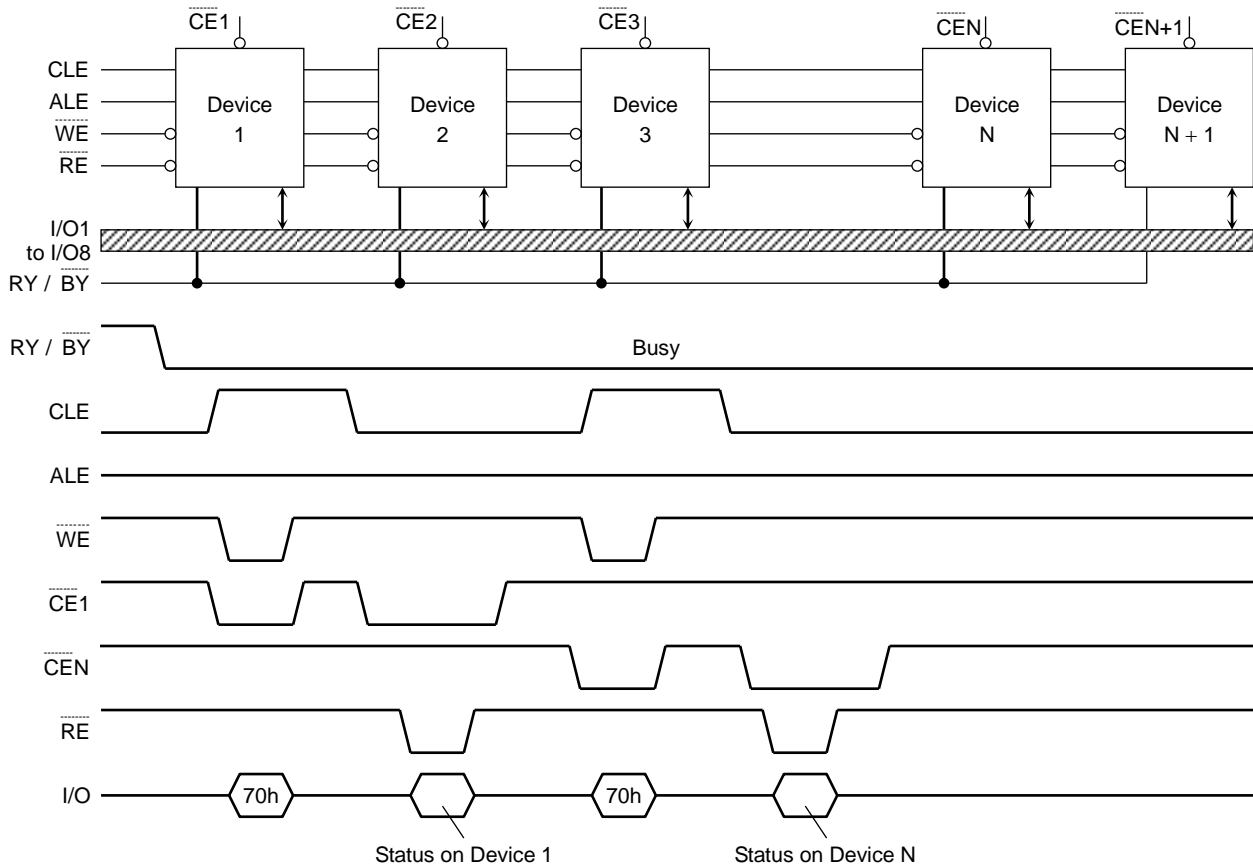 CE1 CE2 CE3 CEN CEN+1
CLE
ALE
WE
RE
Device 1
Device 2
Device 3
Device N
Device N + 1
I/O1 to I/O8
RY / BY
RY / BY
Busy
CLE
ALE
WE
CE1
CEN
RE
I/O
70h
70h
Status on Device 1
Status on Device N